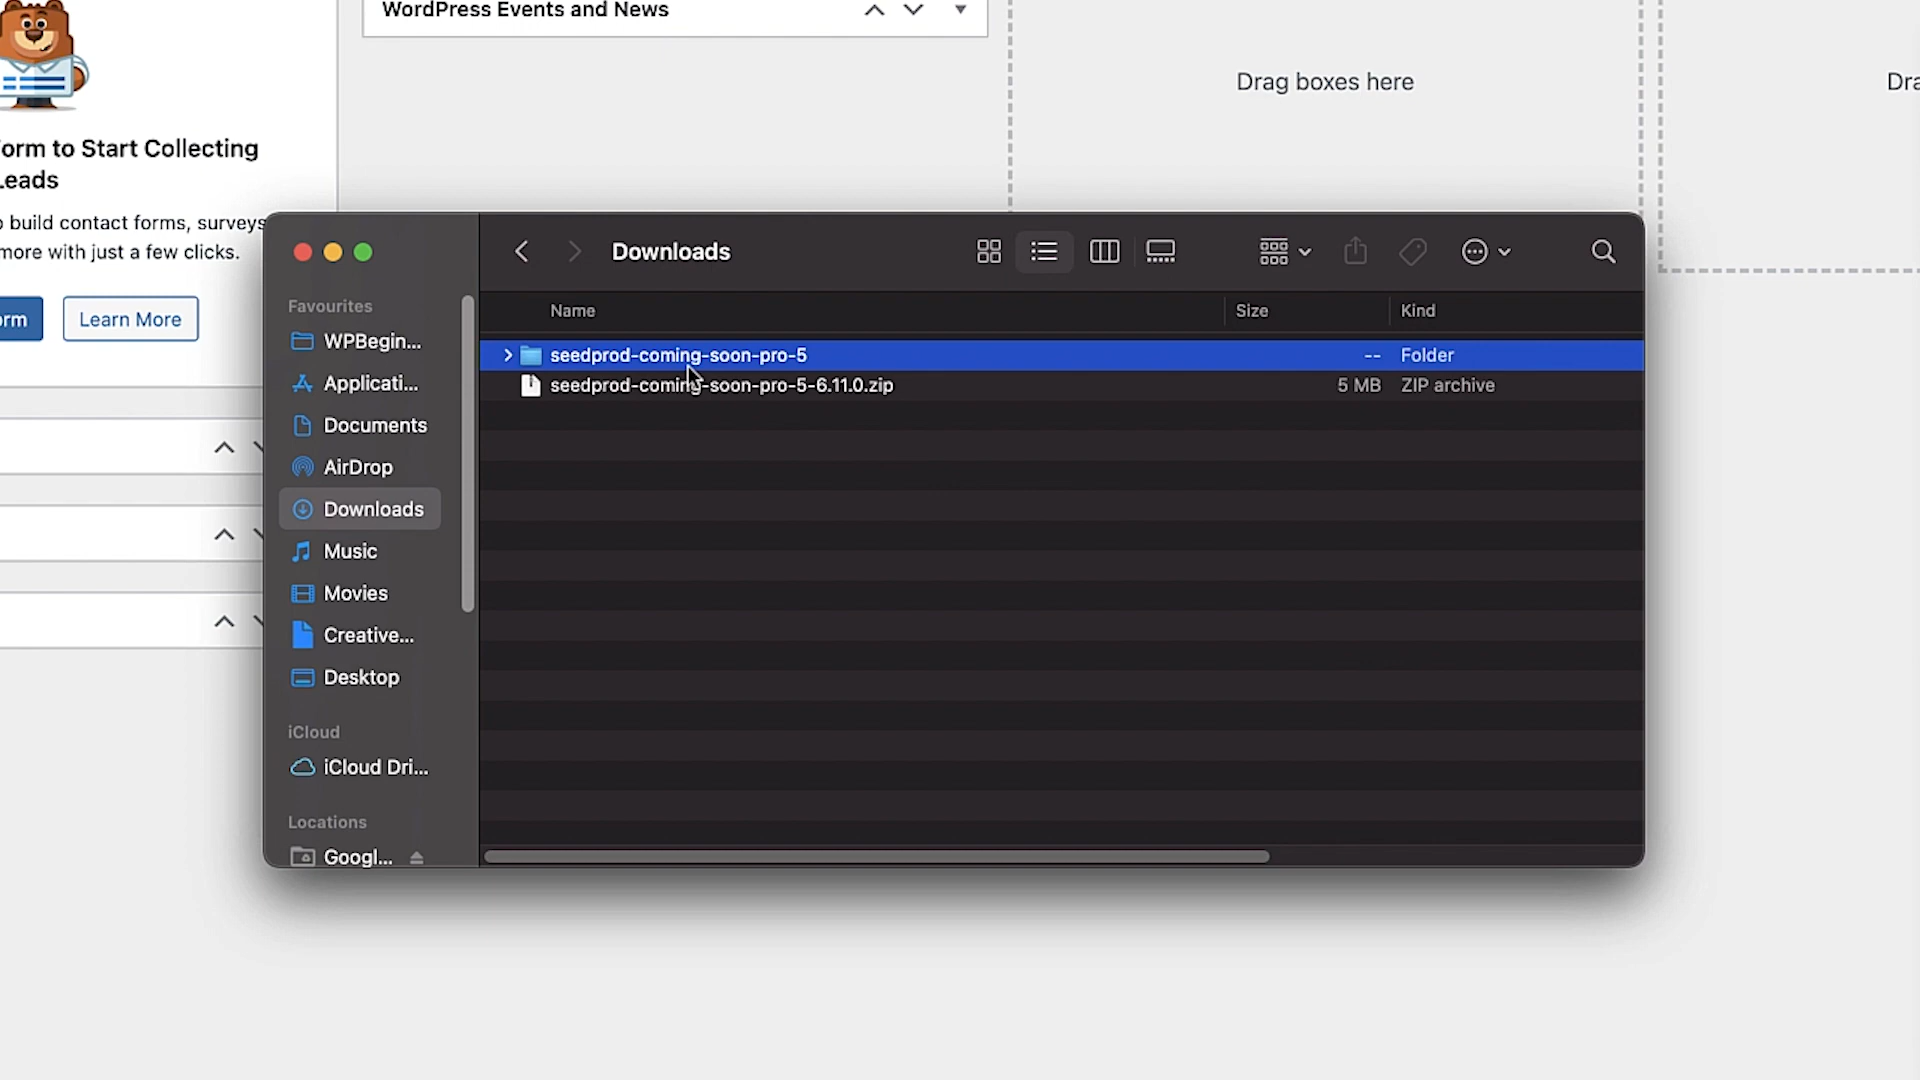 WordPress Events and News
Drag boxes here
orm to Start Collecting
Leads
build contact forms, surveys
more with just a few clicks.
orm
Learn More
Downloads
Favourites
WPBegin...
Applicati...
Documents
AirDrop
Downloads
Music
Movies
Creative...
Desktop
iCloud
iCloud Dri...
Locations
Googl...
Name
Size
Kind
seedprod-coming-soon-pro-5
--
Folder
seedprod-coming-soon-pro-5-6.11.0.zip
5 MB
ZIP archive